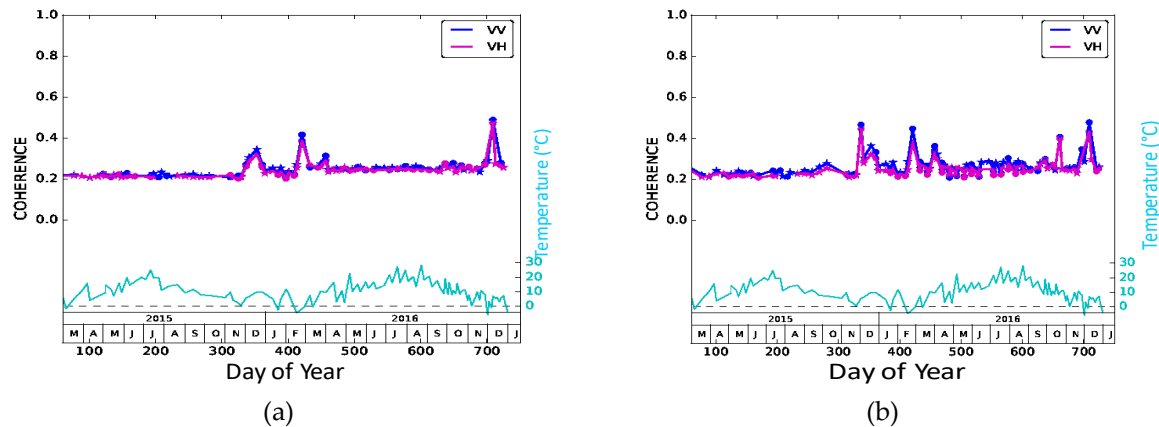 1.0
0.8
0.6
0.4
0.2
0.0
COHERENCE
VV
VH
Temperature (°C)
30
20
10
0
2015 2016
M A M J J A S O N D J F M A M J J A S O N D J
100 200 300 400 500 600 700
Day of Year
(a)
1.0
0.8
0.6
0.4
0.2
0.0
COHERENCE
VV
VH
Temperature (°C)
30
20
10
0
2015 2016
M A M J J A S O N D J F M A M J J A S O N D J
100 200 300 400 500 600 700
Day of Year
(b)